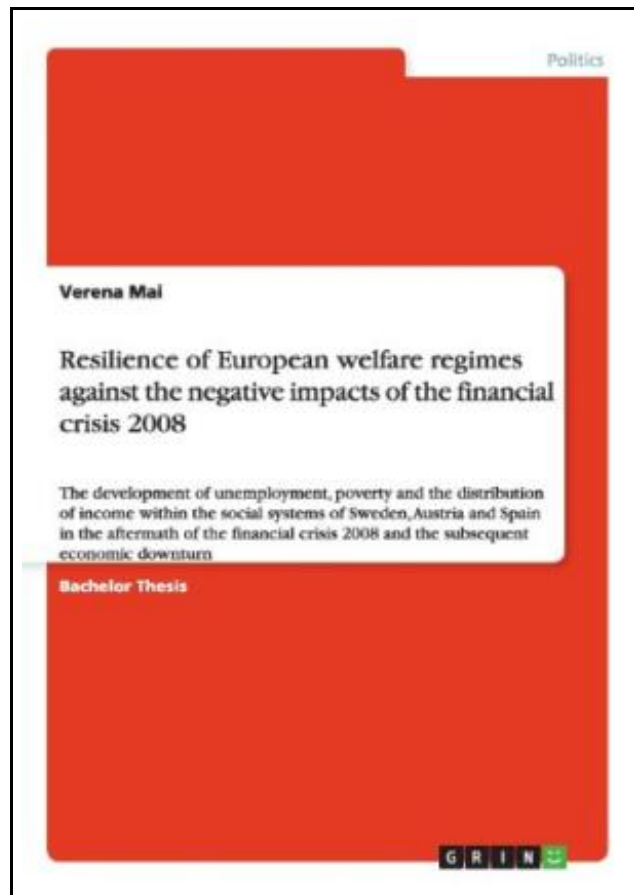 Politics
Verena Mai
Resilience of European welfare regimes
against the negative impacts of the financial
crisis 2008
The development of unemployment, poverty and the distribution
of income within the social systems of Sweden, Austria and Spain
in the aftermath of the financial crisis 2008 and the subsequent
economic downturn
Bachelor Thesis
GRIN